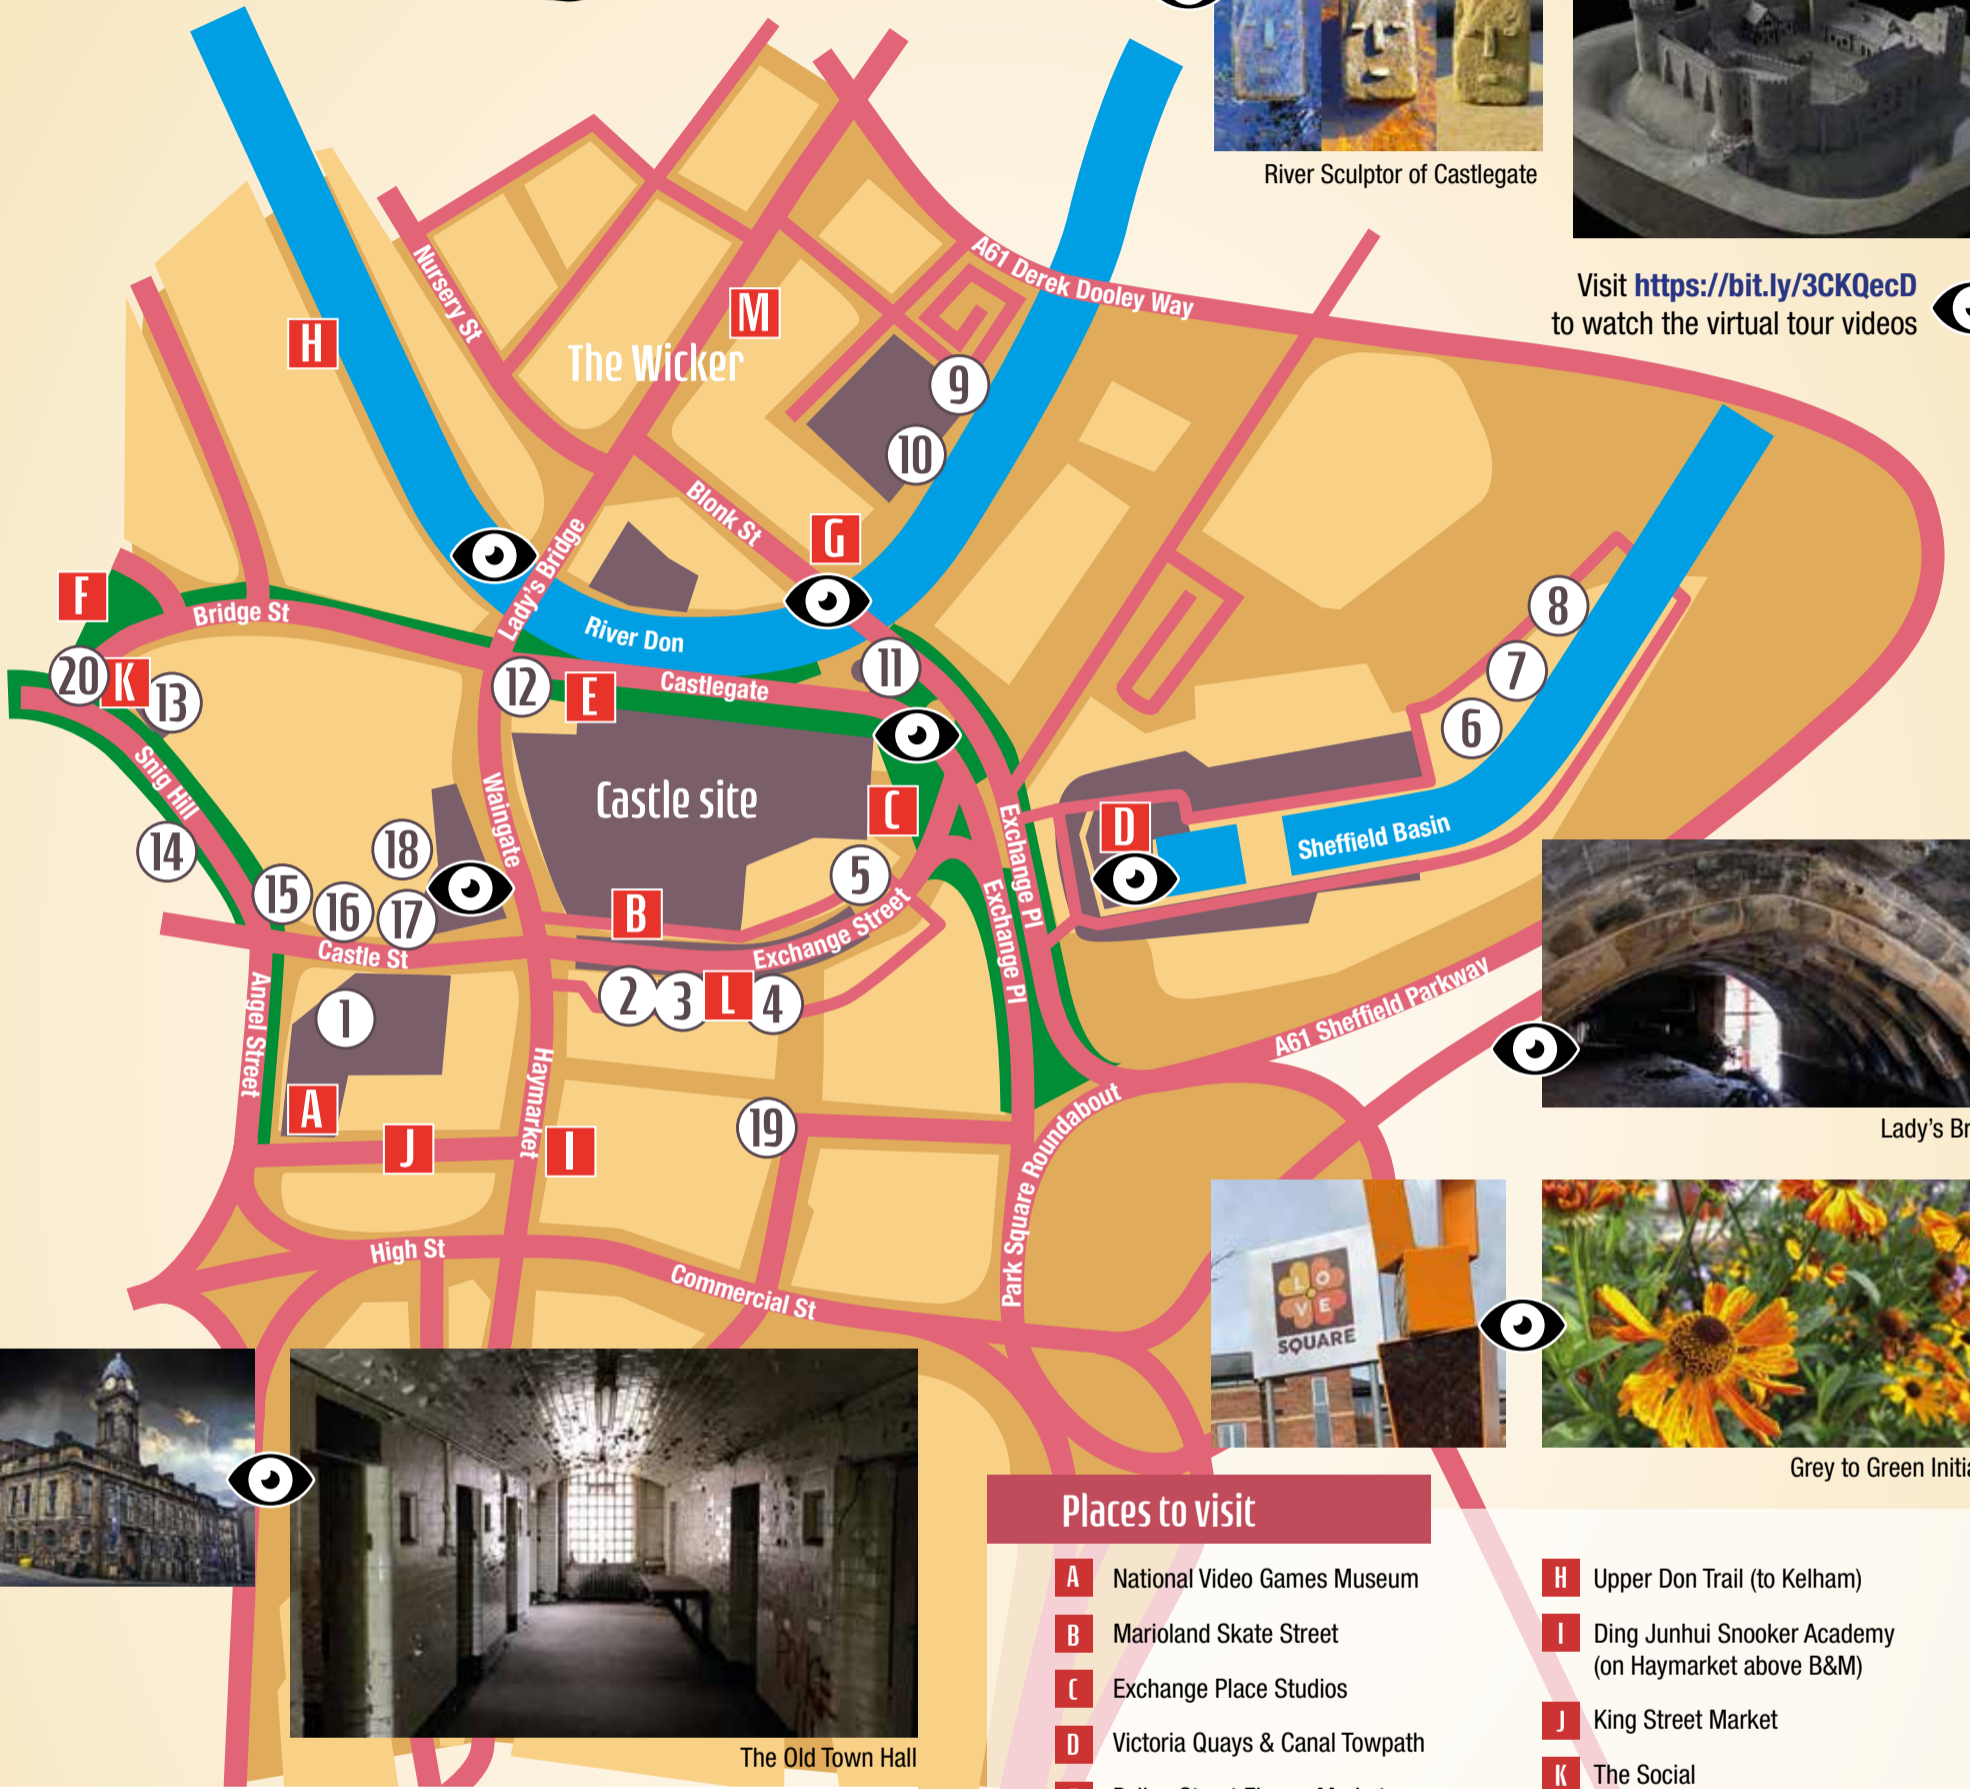 River Sculptor of Castlegate
Visit https://bit.ly/3CKQecD
to watch the virtual tour videos
A61 Derek Dooley Way
Nursery St
M
H
The Wicker
9
10
Blonk St
G
Lady's Bridge
F
Bridge St
River Don
8
7
6
20
K
13
12
E
Castlegate
11
Snig Hill
Waingate
Castle site
C
D
Exchange Pl
Sheffield Basin
14
18
15
16
17
5
B
Exchange Street
Exchange Pl
Castle St
2
3
L
4
A61 Sheffield Parkway
Angel Street
1
A
Haymarket
J
I
19
Park Square Roundabout
Lady's
High St
Commercial St
LO
VE
SQUARE
Grey to Green
The Old Town Hall
Places to visit
A National Video Games Museum
B Marioland Skate Street
C Exchange Place Studios
D Victoria Quays & Canal Towpath
H Upper Don Trail (to Kelham)
I Ding Junhui Snooker Academy
(on Haymarket above B&M)
J King Street Market
K The Social